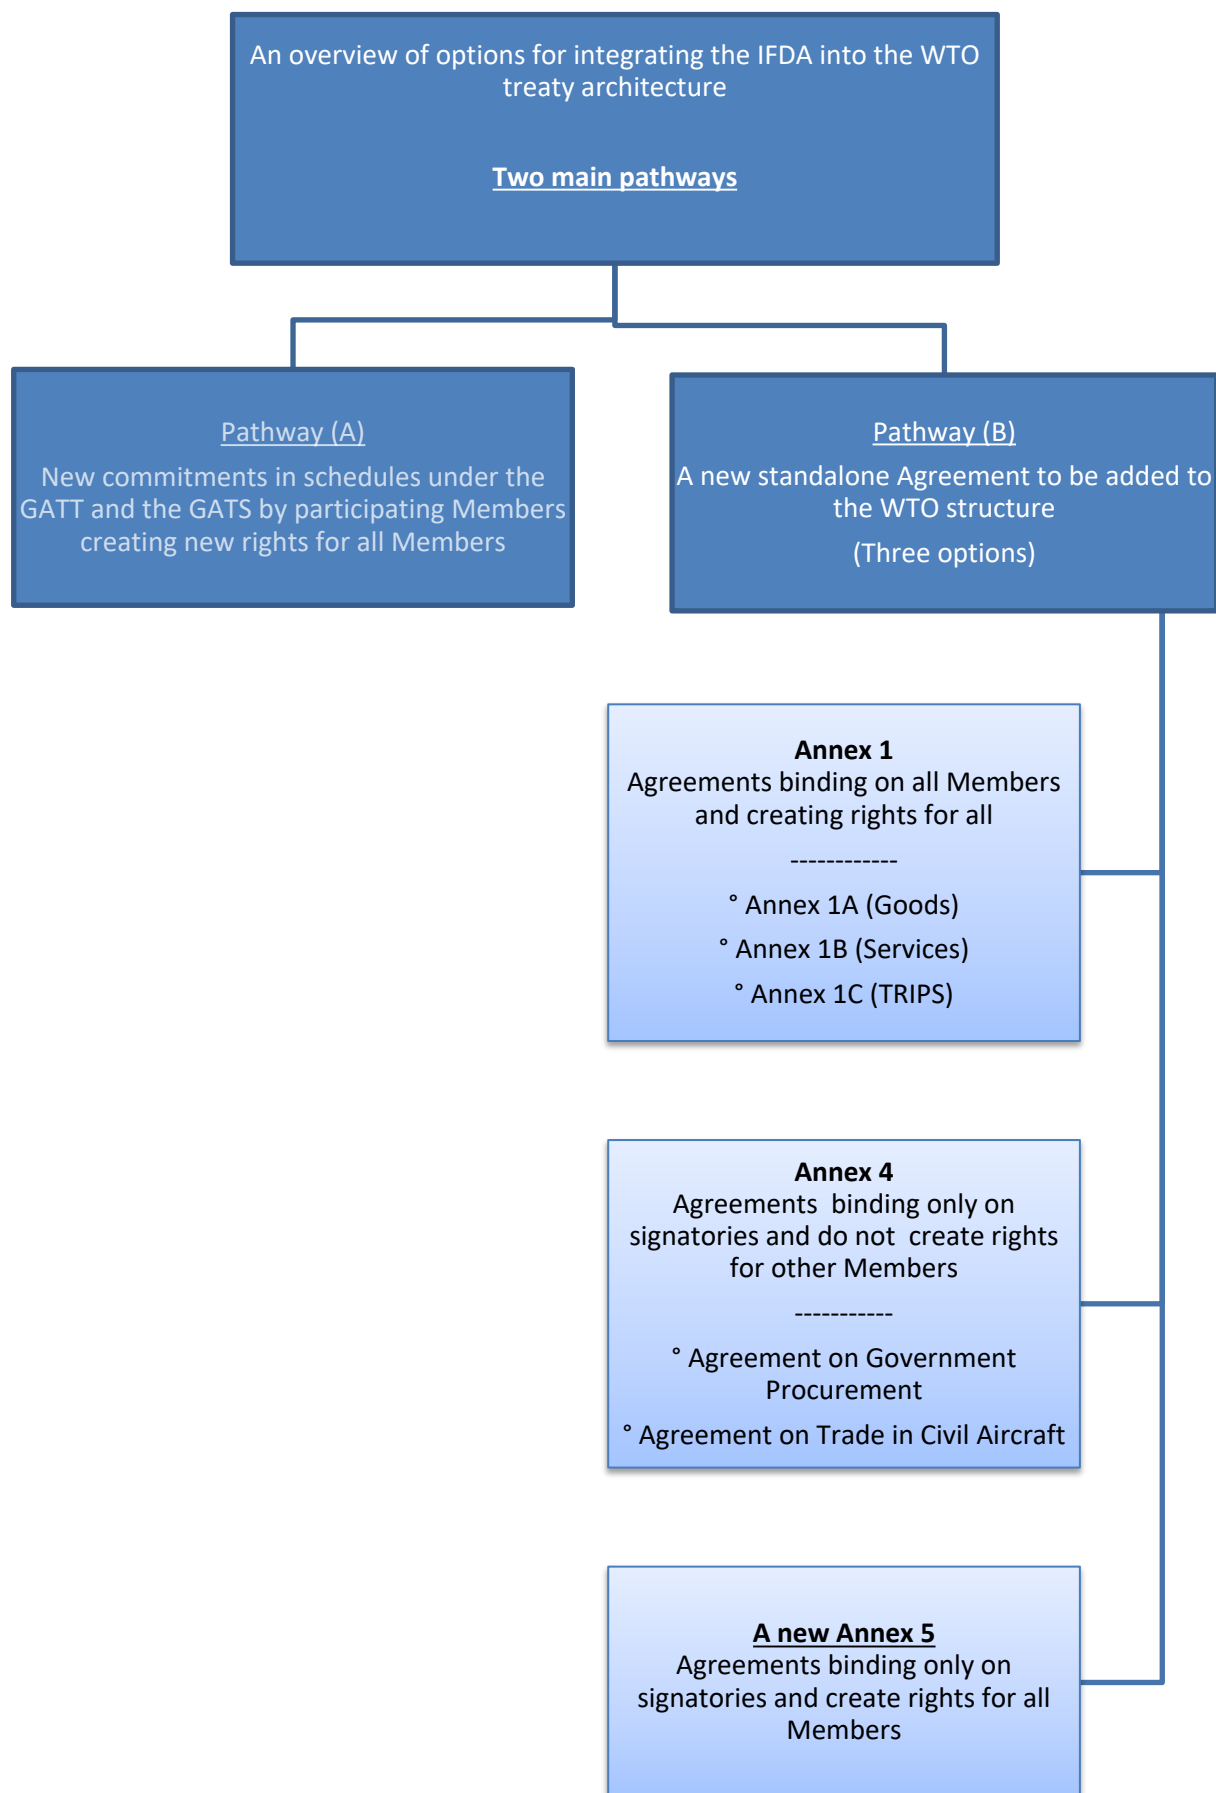 An overview of options for integrating the IFDA into the WTO
treaty architecture
Two main pathways
Pathway (A)
New commitments in schedules under the
GATT and the GATS by participating Members
creating new rights for all Members
Pathway (B)
A new standalone Agreement to be added to
the WTO structure
(Three options)
Annex 1
Agreements binding on all Members
and creating rights for all
------------
° Annex 1A (Goods)
° Annex 1B (Services)
° Annex 1C (TRIPS)
Annex 4
Agreements  binding only on
signatories and do not  create rights
for other Members
-----------
° Agreement on Government
Procurement
° Agreement on Trade in Civil Aircraft
A new Annex 5
Agreements binding only on
signatories and create rights for all
Members